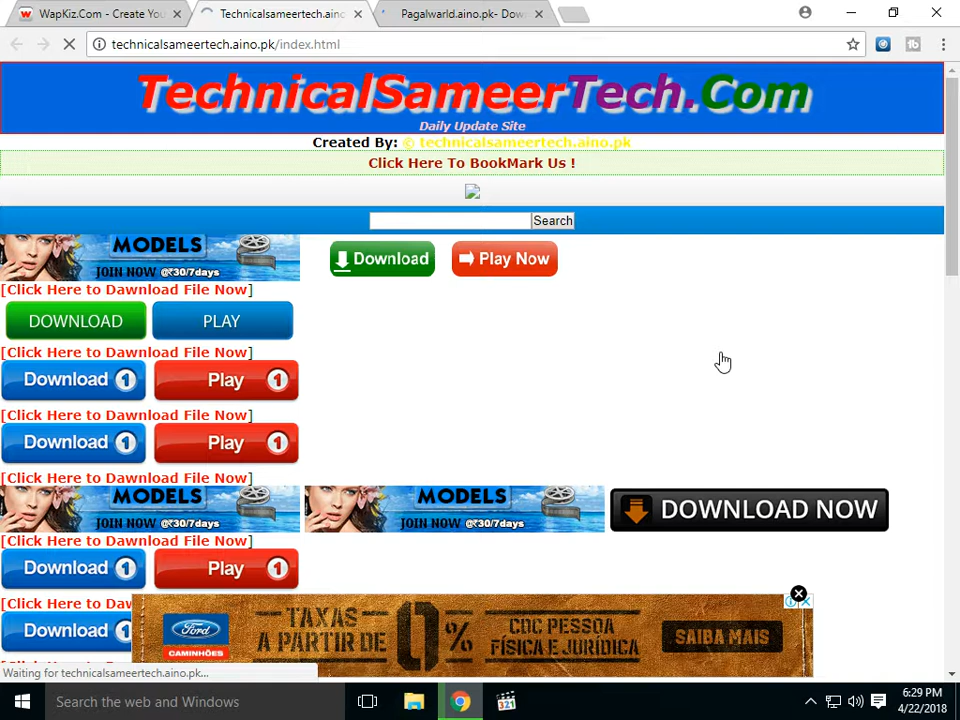 WapKiz.Com - Create You
Technicalsameertech.aino
Pagalwarld.aino.pk- Dow
technicalsameertech.aino.pk/index.html
TechnicalSameerTech.Com
Daily Update Site
Created By: © technicalsameertech.aino.pk
Click Here To BookMark Us !
Search
MODELS
JOIN NOW @₹30/7days
Download
Play Now
[Click Here to Dawnload File Now]
DOWNLOAD
PLAY
[Click Here to Dawnload File Now]
Download 1
Play 1
[Click Here to Dawnload File Now]
Download 1
Play 1
[Click Here to Dawnload File Now]
MODELS
JOIN NOW @₹30/7days
MODELS
JOIN NOW @₹30/7days
DOWNLOAD NOW
[Click Here to Dawnload File Now]
Download 1
Play 1
[Click Here to D
Download
Ford
CAMINHÕES
TAXAS
A PARTIR DE
0%
CDC PESSOA
FÍSICA E JURÍDICA
SAIBA MAIS
Waiting for technicalsameertech.aino.pk...
Search the web and Windows
321
6:29 PM
4/22/2018